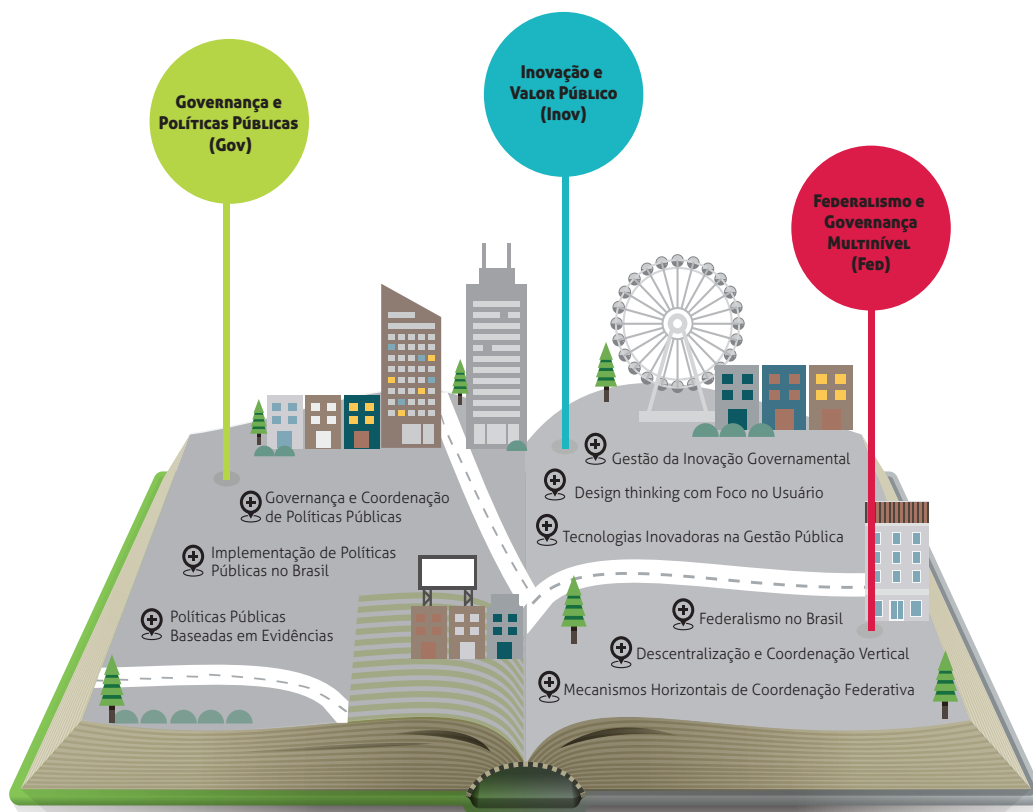 Governança e
Políticas Públicas
(Gov)
Inovação e
Valor Público
(Inov)
Federalismo e
Governança
Multinível
(Fed)
Governança e Coordenação
de Políticas Públicas
Implementação de Políticas
Públicas no Brasil
Políticas Públicas
Baseadas em Evidências
Gestão da Inovação Governamental
Design thinking com Foco no Usuário
Tecnologias Inovadoras na Gestão Pública
Federalismo no Brasil
Descentralização e Coordenação Vertical
Mecanismos Horizontais de Coordenação Federativa